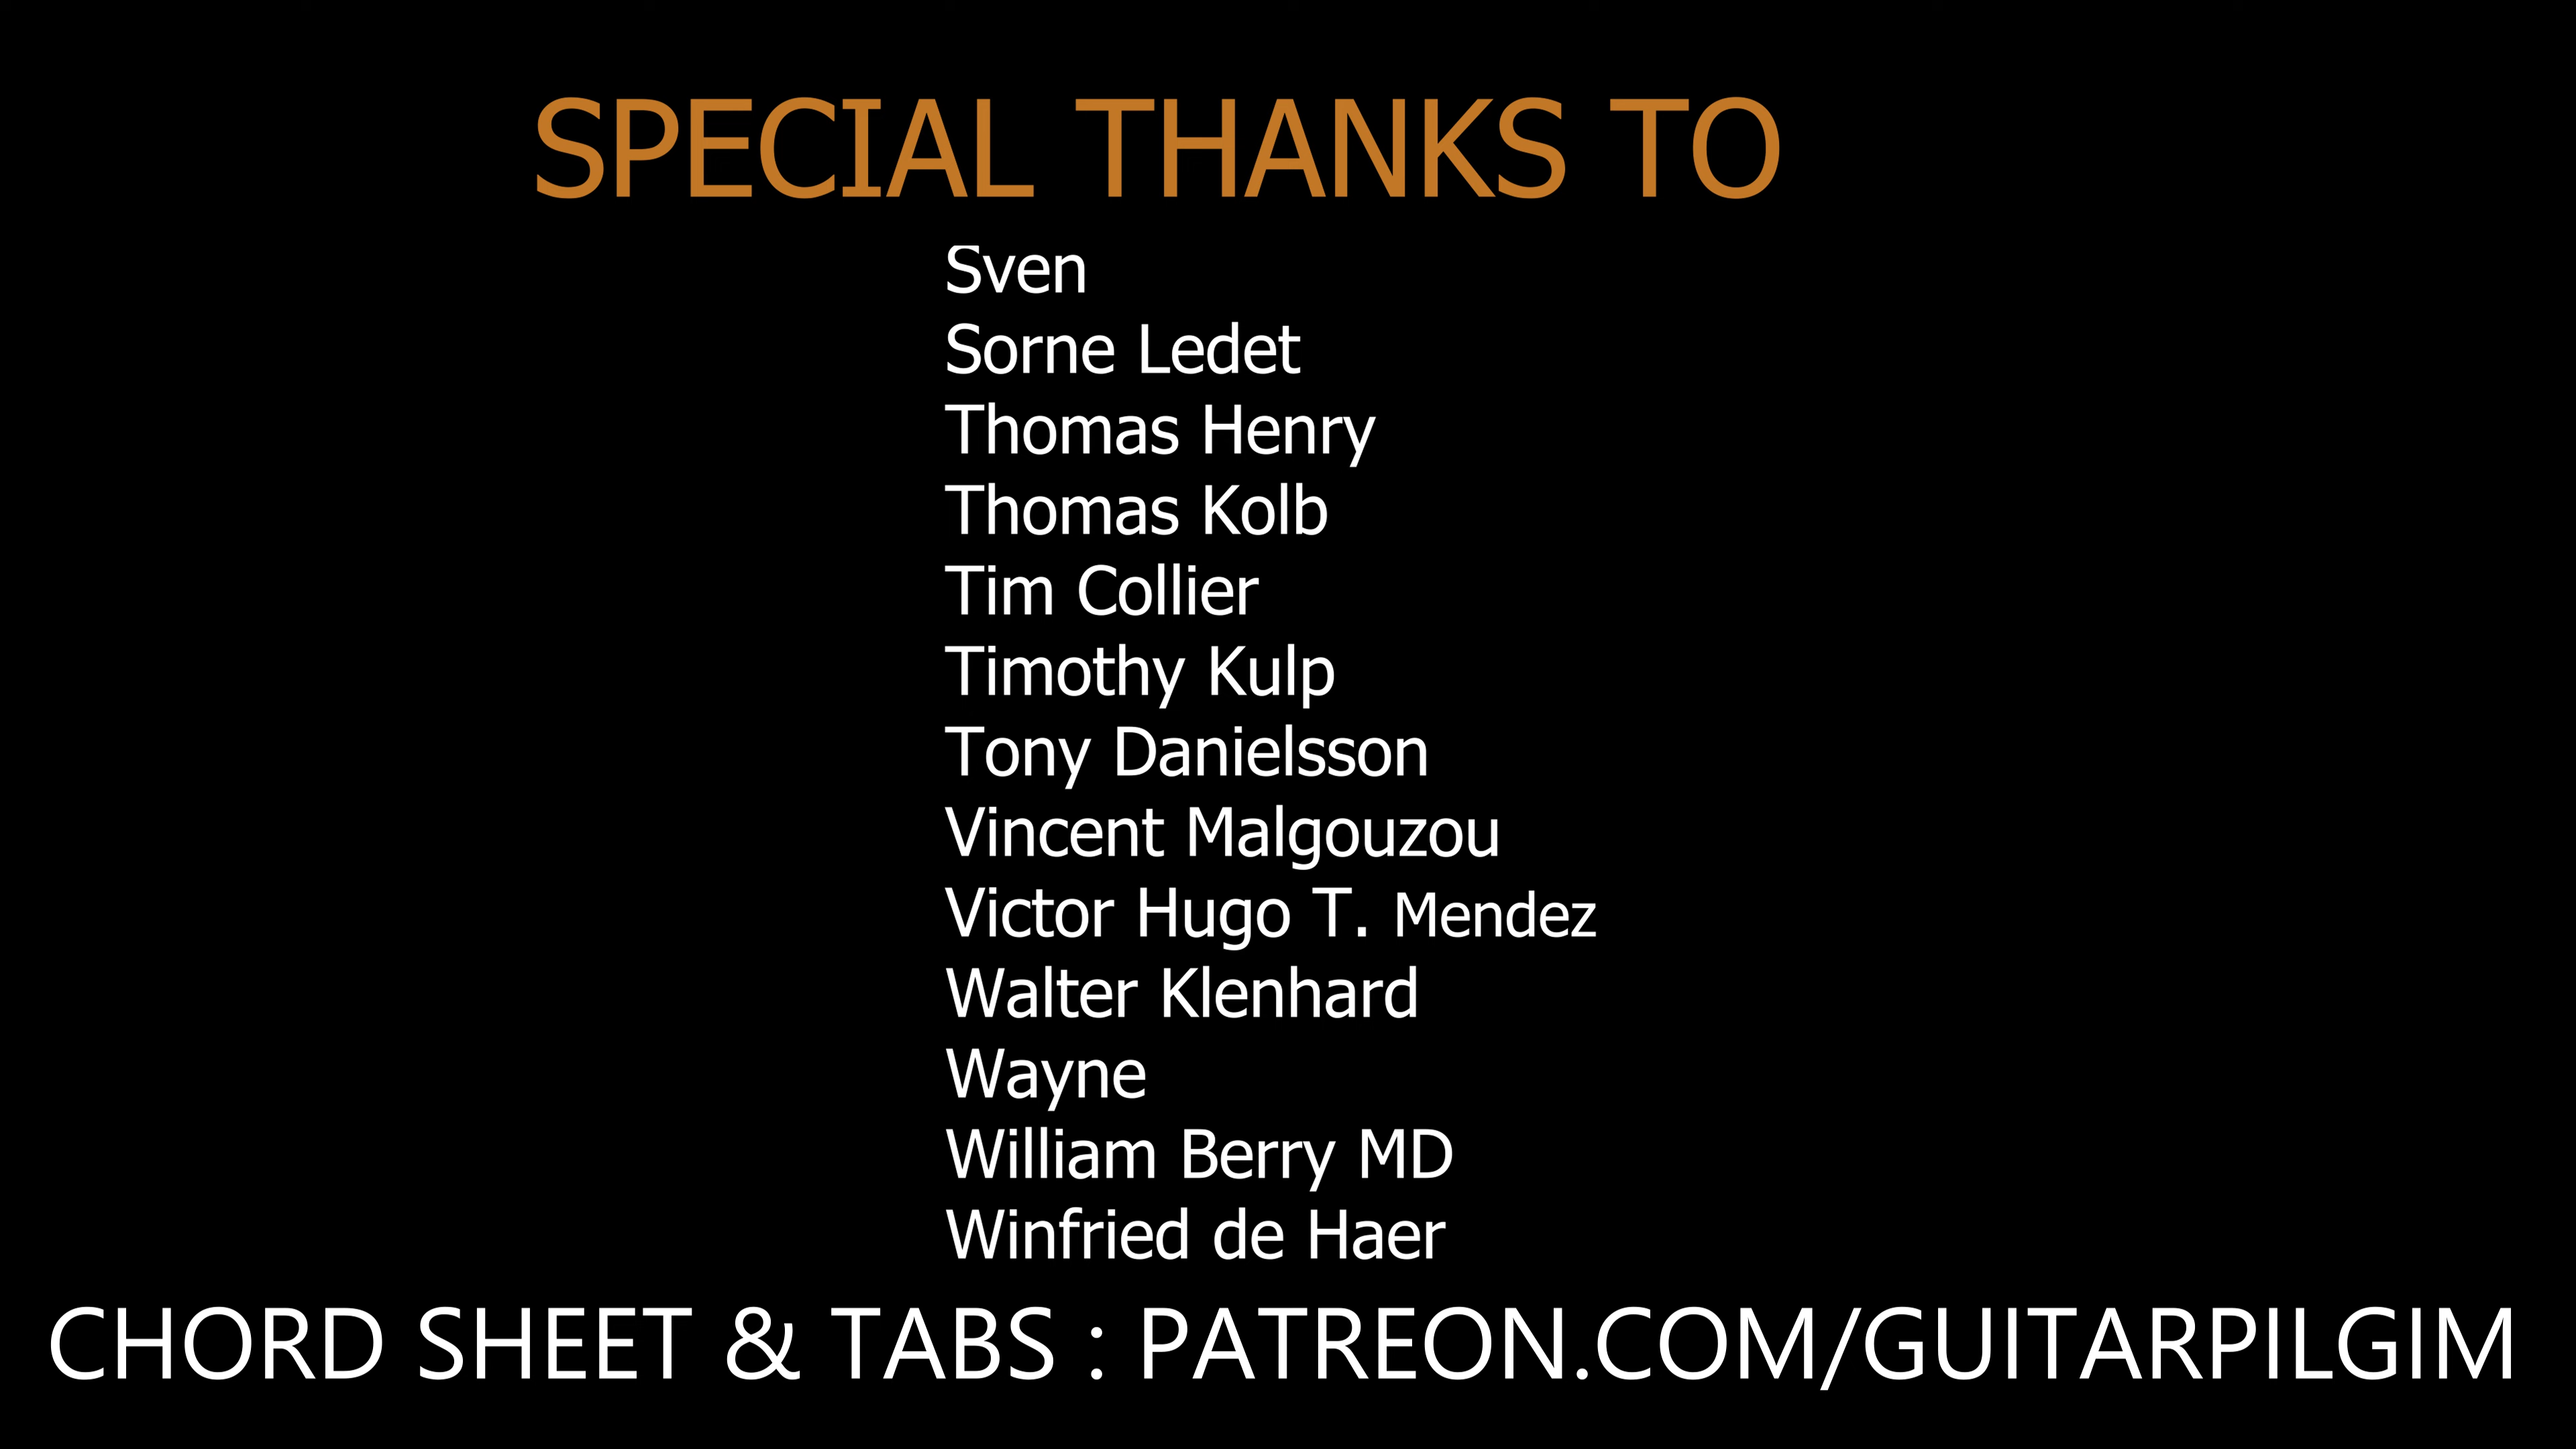 SPECIAL THANKS TO
Sven
Sorne Ledet
Thomas Henry
Thomas Kolb
Tim Collier
Timothy Kulp
Tony Danielsson
Vincent Malgouzou
Victor Hugo T. Mendez
Walter Klenhard
Wayne
William Berry MD
Winfried de Haer
CHORD SHEET & TABS : PATREON.COM/GUITARPILGIM